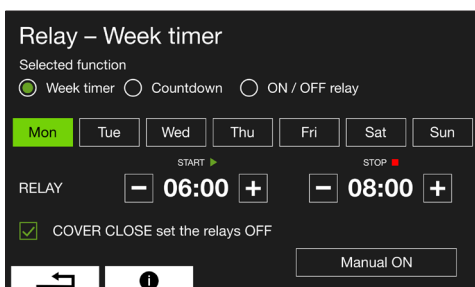 Relay – Week timer
Selected function
Week timer Countdown ON / OFF relay
Mon Tue Wed Thu Fri Sat Sun
START STOP
RELAY − 06:00 + − 08:00 +
COVER CLOSE set the relays OFF
Manual ON